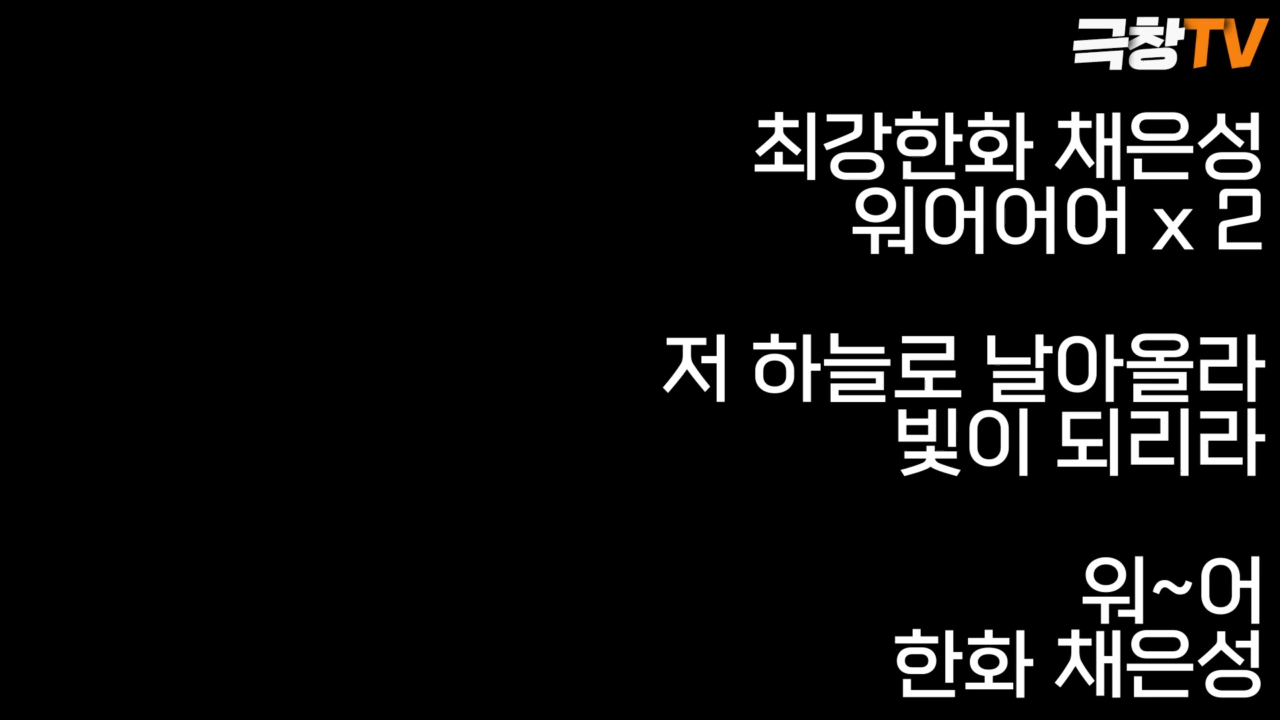 극창TV
최강한화 채은성
워어어어 x 2
저 하늘로 날아올라
빛이 되리라
워~어
한화 채은성